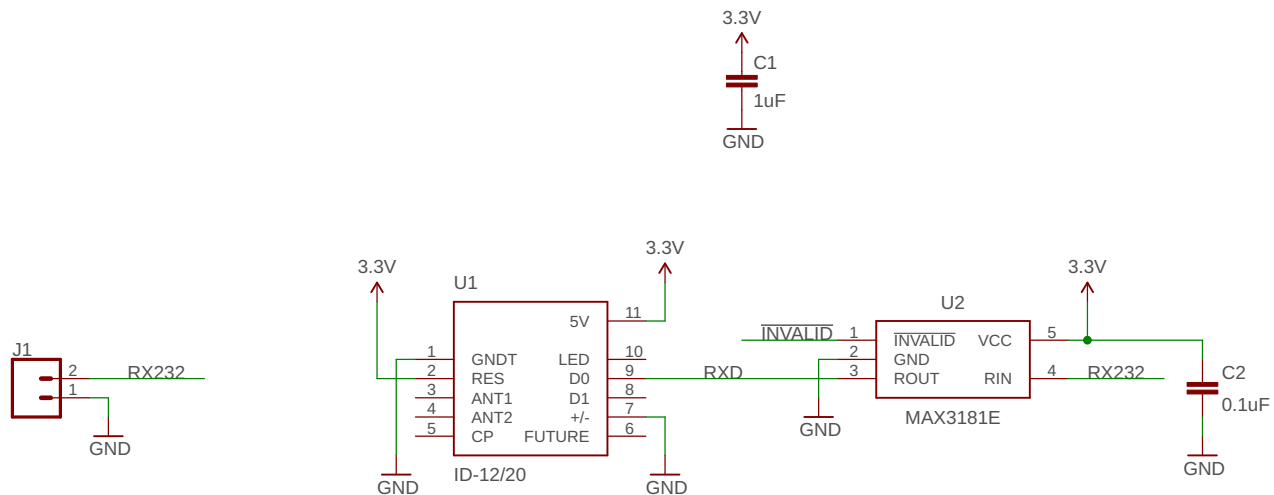 3.3V
C1
1uF
GND
J1
2
1
RX232
GND
3.3V
U1
3.3V
1
2
3
4
5
GNDT
RES
ANT1
ANT2
CP
5V
LED
D0
D1
+/-
FUTURE
11
10
9
8
7
6
ID-12/20
GND
GND
RXD
INVALID
U2
1
2
3
INVALID
GND
ROUT
VCC
RIN
5
4
MAX3181E
GND
3.3V
RX232
C2
0.1uF
GND